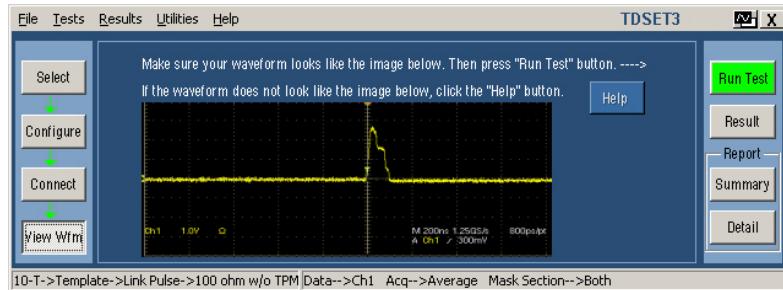 File Tests Results Utilities Help TDSET3 X
Make sure your waveform looks like the image below. Then press "Run Test" button. ---->
If the waveform does not look like the image below, click the "Help" button.
Help
Select
Configure
Connect
View Wfm
Ch1 1.0V Ω
M 200ns 1.25GS/s 800ps/pt
A Ch1 / 300mV
Run Test
Result
Report
Summary
Detail
10-T->Template->Link Pulse->100 ohm w/o TPM Data-->Ch1 Acq-->Average Mask Section-->Both